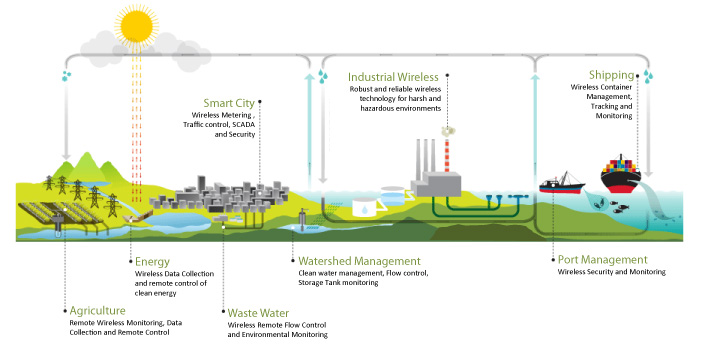 Smart City
Wireless Metering ,
Traffic control, SCADA
and Security
Industrial Wireless
Robust and reliable wireless
technology for harsh and
hazardous environments
Shipping
Wireless Container
Management,
Tracking and
Monitoring
Energy
Wireless Data Collection
and remote control of
clean energy
Watershed Management
Clean water management, Flow control,
Storage Tank monitoring
Port Management
Wireless Security and Monitoring
Agriculture
Remote Wireless Monitoring, Data
Collection and Remote Control
Waste Water
Wireless Remote Flow Control
and Environmental Monitoring